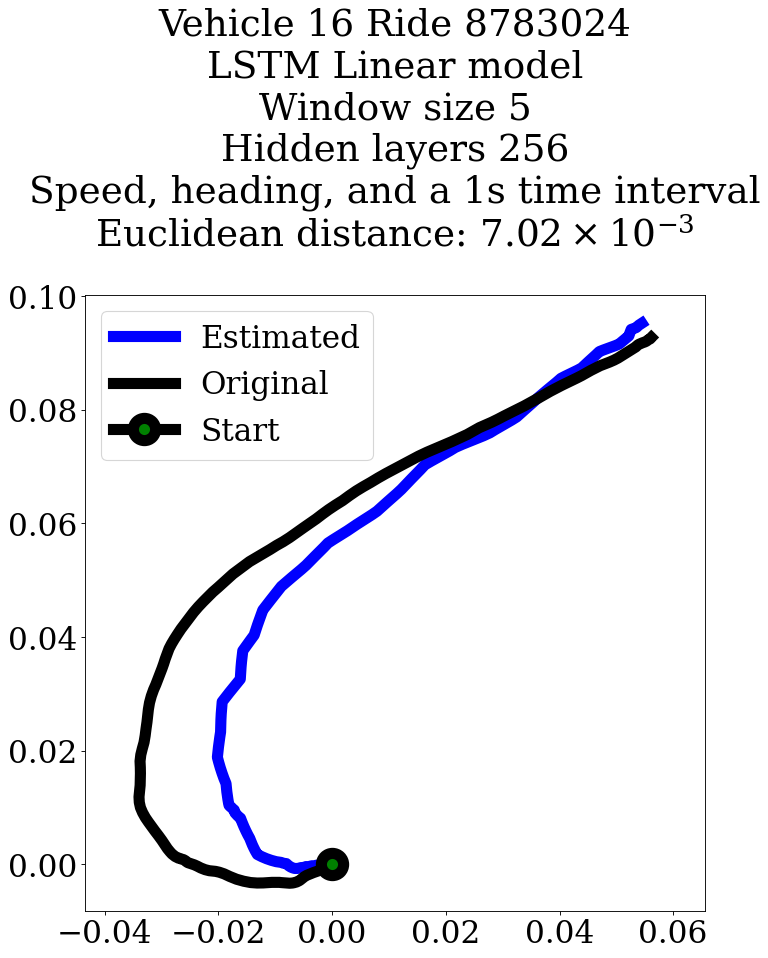 Vehicle 16 Ride 8783024
LSTM Linear model
Window size 5
Hidden layers 256
Speed, heading, and a 1s time interval
Euclidean distance: 7.02 × 10⁻³
0.10
Estimated
Original
Start
0.08
0.06
0.04
0.02
0.00
−0.04 −0.02 0.00 0.02 0.04 0.06